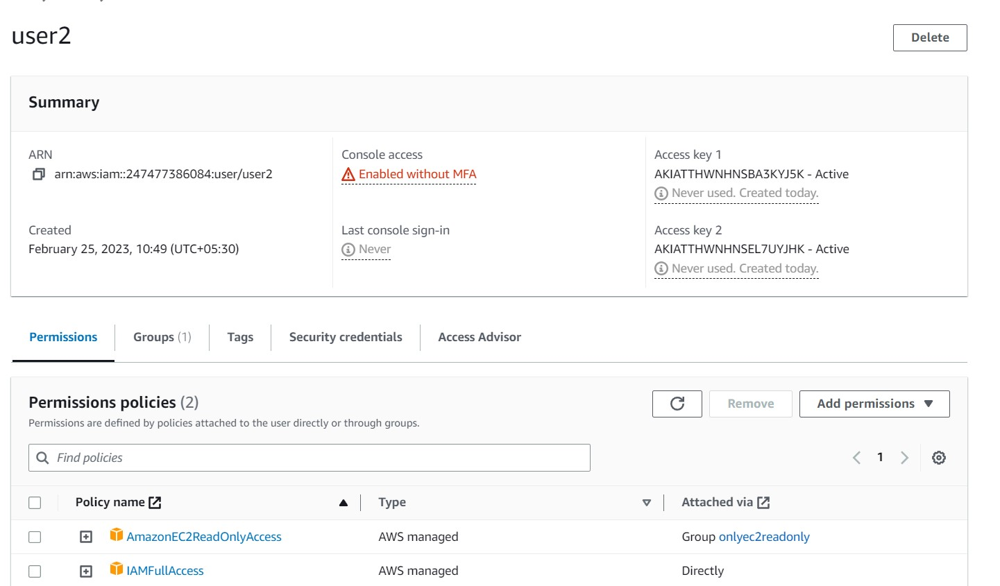 user2
Delete
Summary
ARN
arn:aws:iam::247477386084:user/user2
Console access
Enabled without MFA
Access key 1
AKIATTHWNHNSBA3KYJ5K - Active
Never used. Created today.
Created
February 25, 2023, 10:49 (UTC+05:30)
Last console sign-in
Never
Access key 2
AKIATTHWNHNSEL7UYJHK - Active
Never used. Created today.
Permissions Groups (1) Tags Security credentials Access Advisor
Permissions policies (2)
Permissions are defined by policies attached to the user directly or through groups.
Remove
Add permissions
Find policies
1
Policy name Type Attached via
AmazonEC2ReadOnlyAccess AWS managed Group onlyec2readonly
IAMFullAccess AWS managed Directly